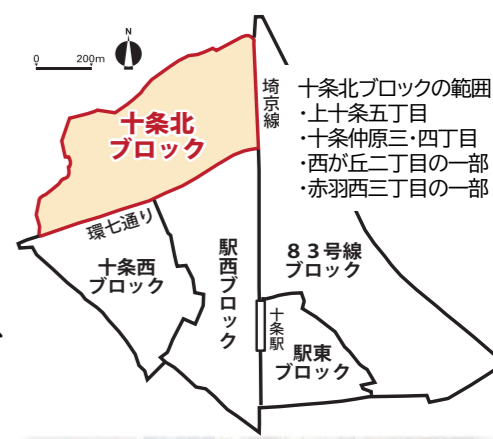 N
0 200m
十条北
ブロック
埼京線
十条北ブロックの範囲
・上十条五丁目
・十条仲原三・四丁目
・西が丘二丁目の一部
・赤羽西三丁目の一部
環七通り
十条西
ブロック
駅西ブロック
83号線
ブロック
十条駅
駅東
ブロック